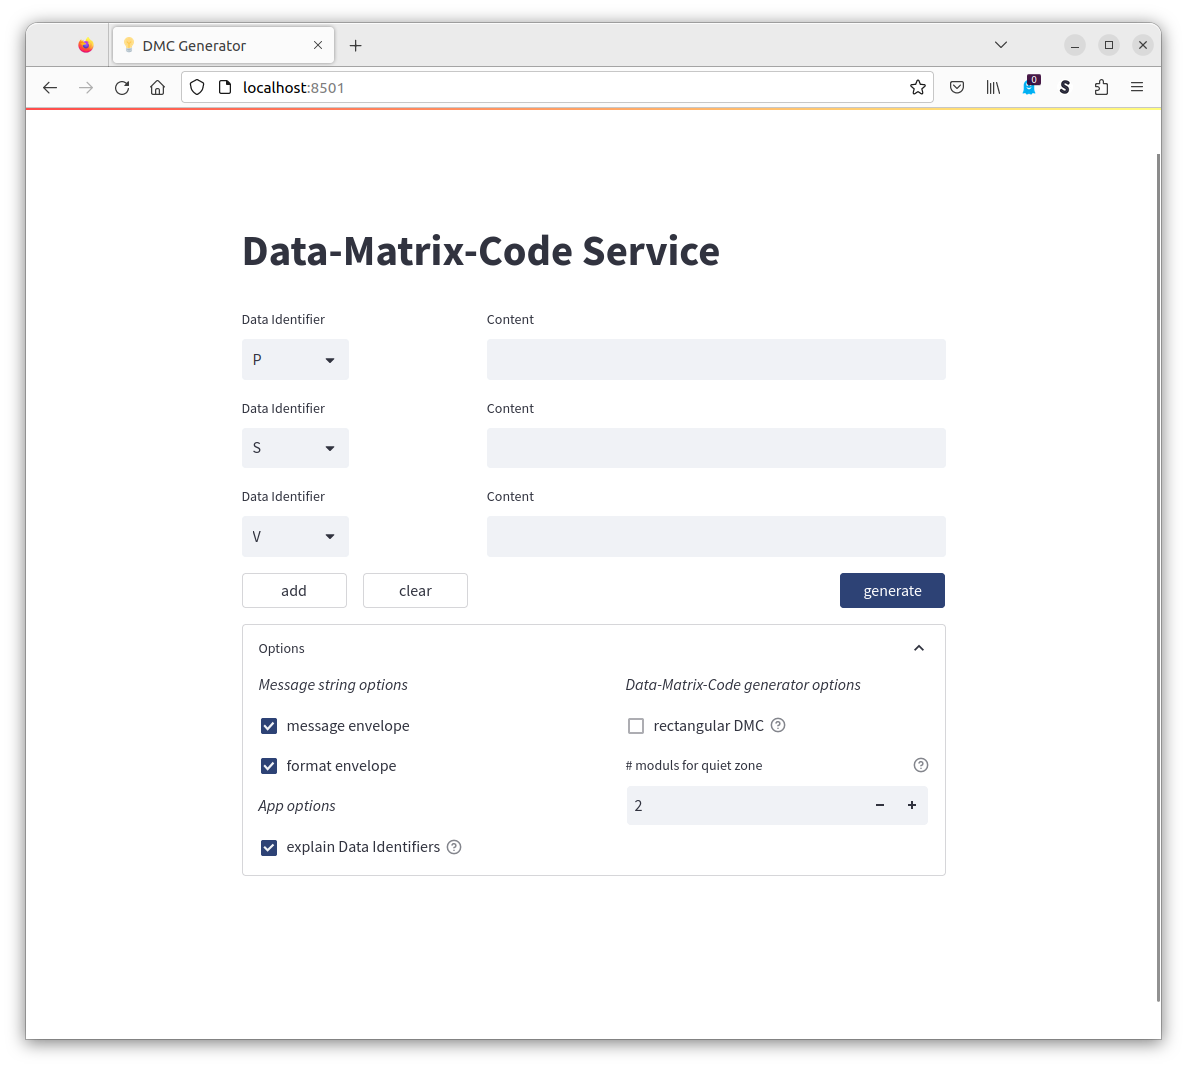 DMC Generator
localhost:8501
0
S
Data-Matrix-Code Service
Data Identifier Content
P
Data Identifier Content
S
Data Identifier Content
V
add clear generate
Options
Message string options Data-Matrix-Code generator options
message envelope rectangular DMC ?
format envelope # moduls for quiet zone ?
App options 2 − +
explain Data Identifiers ?